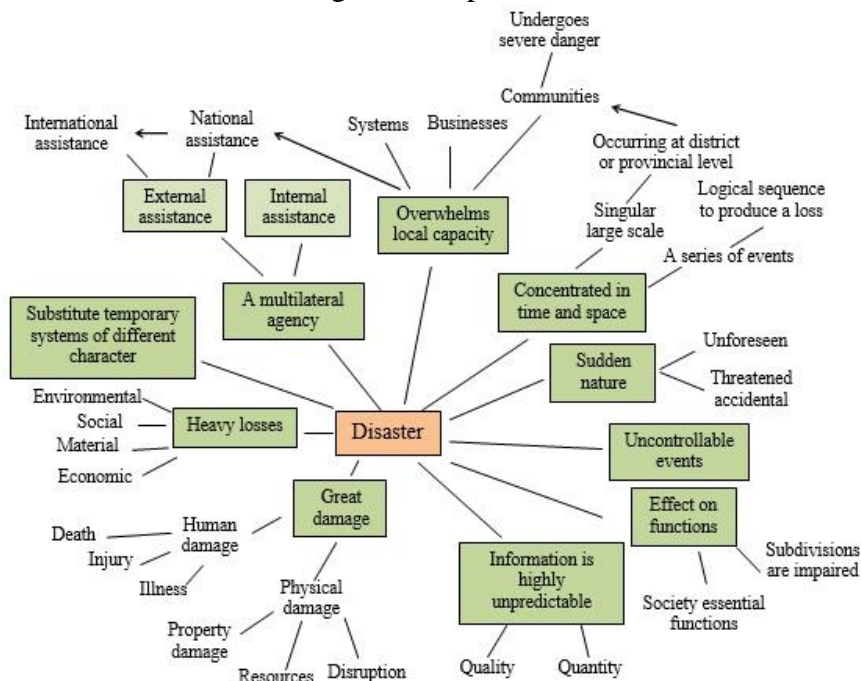 Undergoes
severe danger
Communities
International
assistance
National
assistance
Systems
Businesses
Occurring at district
or provincial level
External
assistance
Internal
assistance
Overwhelms
local capacity
Singular
large scale
Logical sequence
to produce a loss
A series of events
Substitute temporary
systems of different
character
A multilateral
agency
Concentrated in
time and space
Sudden
nature
Unforeseen
Threatened
accidental
Environmental
Social
Material
Economic
Heavy losses
Disaster
Uncontrollable
events
Great
damage
Effect on
functions
Death
Injury
Illness
Human
damage
Information is
highly
unpredictable
Subdivisions
are impaired
Physical
damage
Society essential
functions
Property
damage
Resources
Disruption
Quality
Quantity